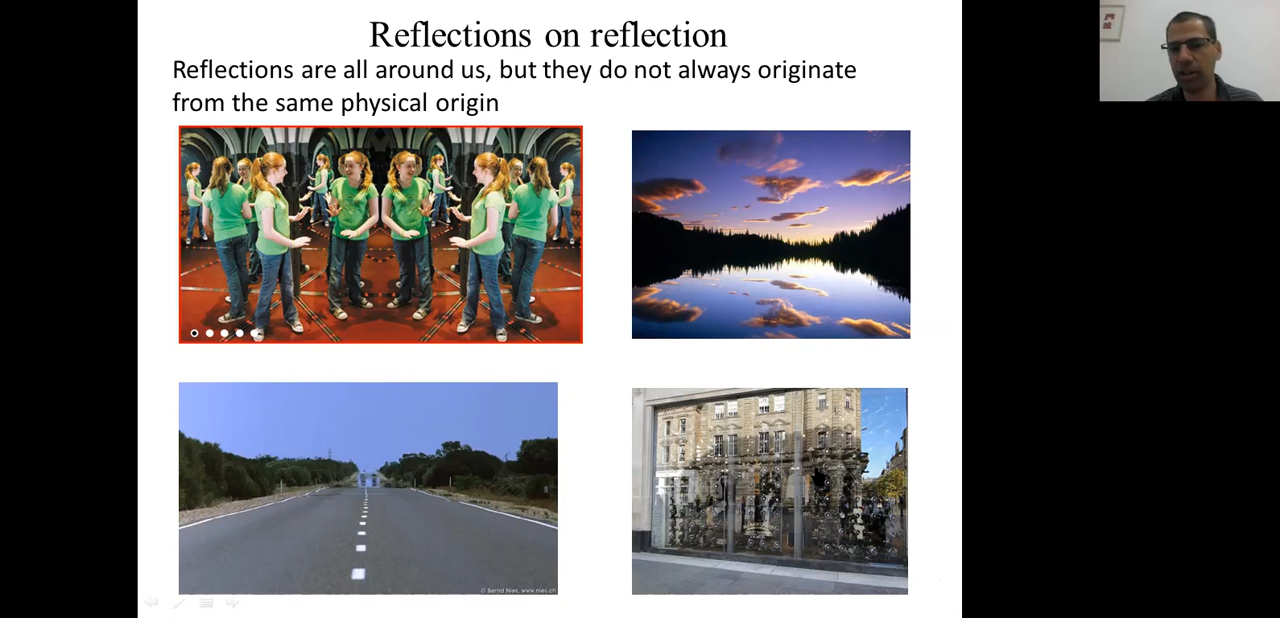 Reflections on reflection
Reflections are all around us, but they do not always originate
from the same physical origin
© Bernd Nies, www.nies.ch